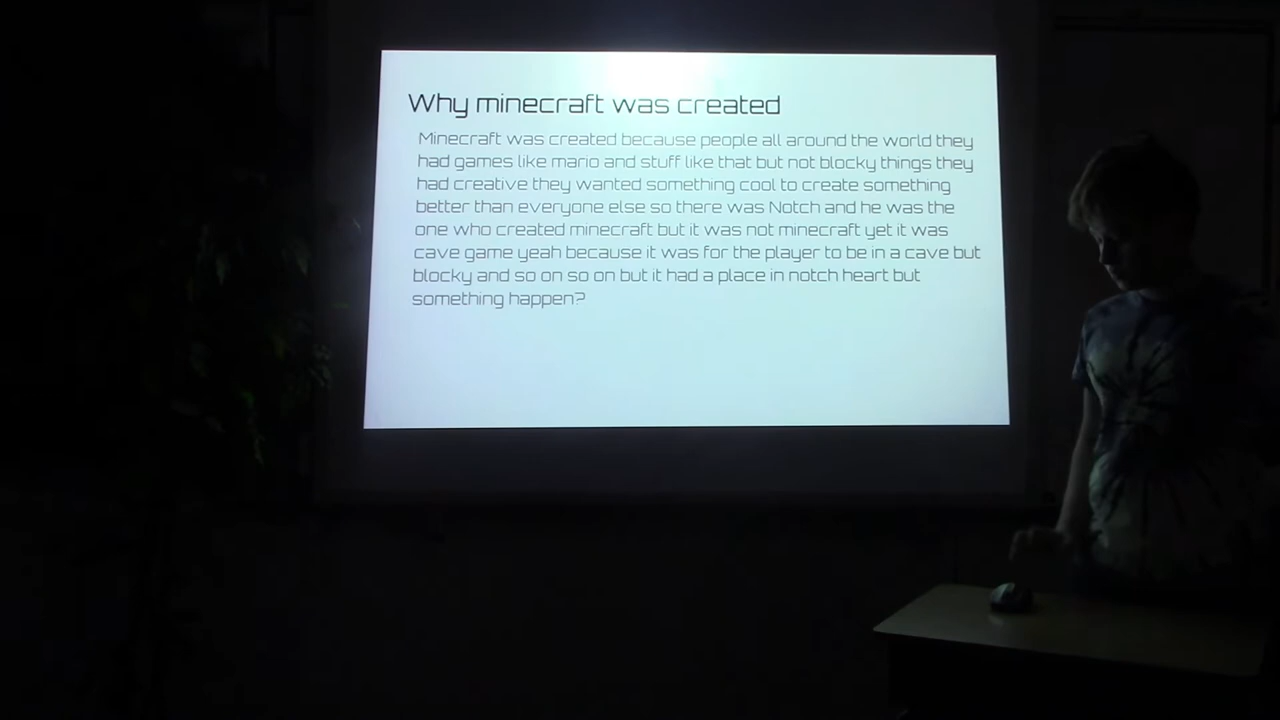 Why minecraft was created
Minecraft was created because people all around the world they
had games like mario and stuff like that but not blocky things they
had creative they wanted something cool to create something
better than everyone else so there was Notch and he was the
one who created minecraft but it was not minecraft yet it was
cave game yeah because it was for the player to be in a cave but
blocky and so on so on but it had a place in notch heart but
something happen?